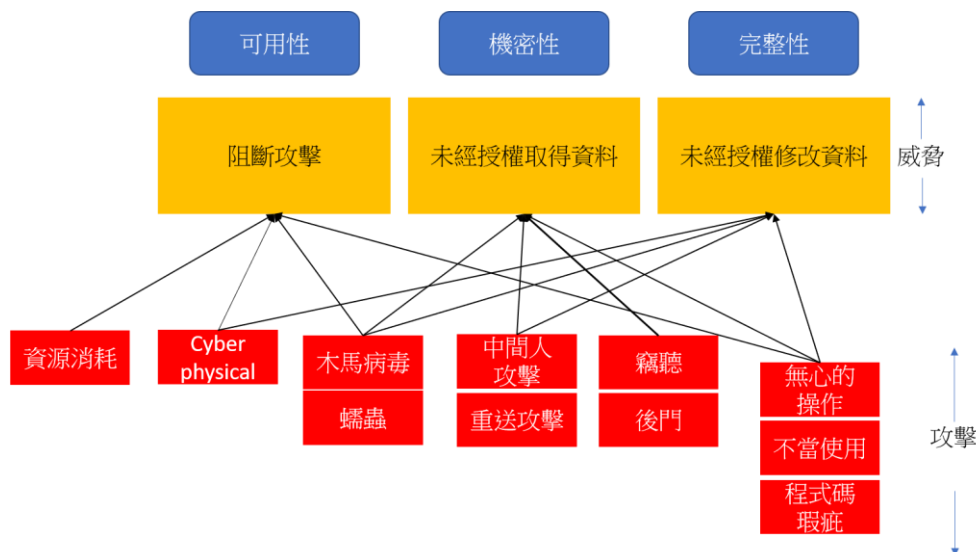 可用性
機密性
完整性
阻斷攻擊
未經授權取得資料
未經授權修改資料
威脅
資源消耗
Cyber
physical
木馬病毒
蠕蟲
中間人
攻擊
重送攻擊
竊聽
後門
無心的
操作
不當使用
程式碼
瑕疵
攻擊